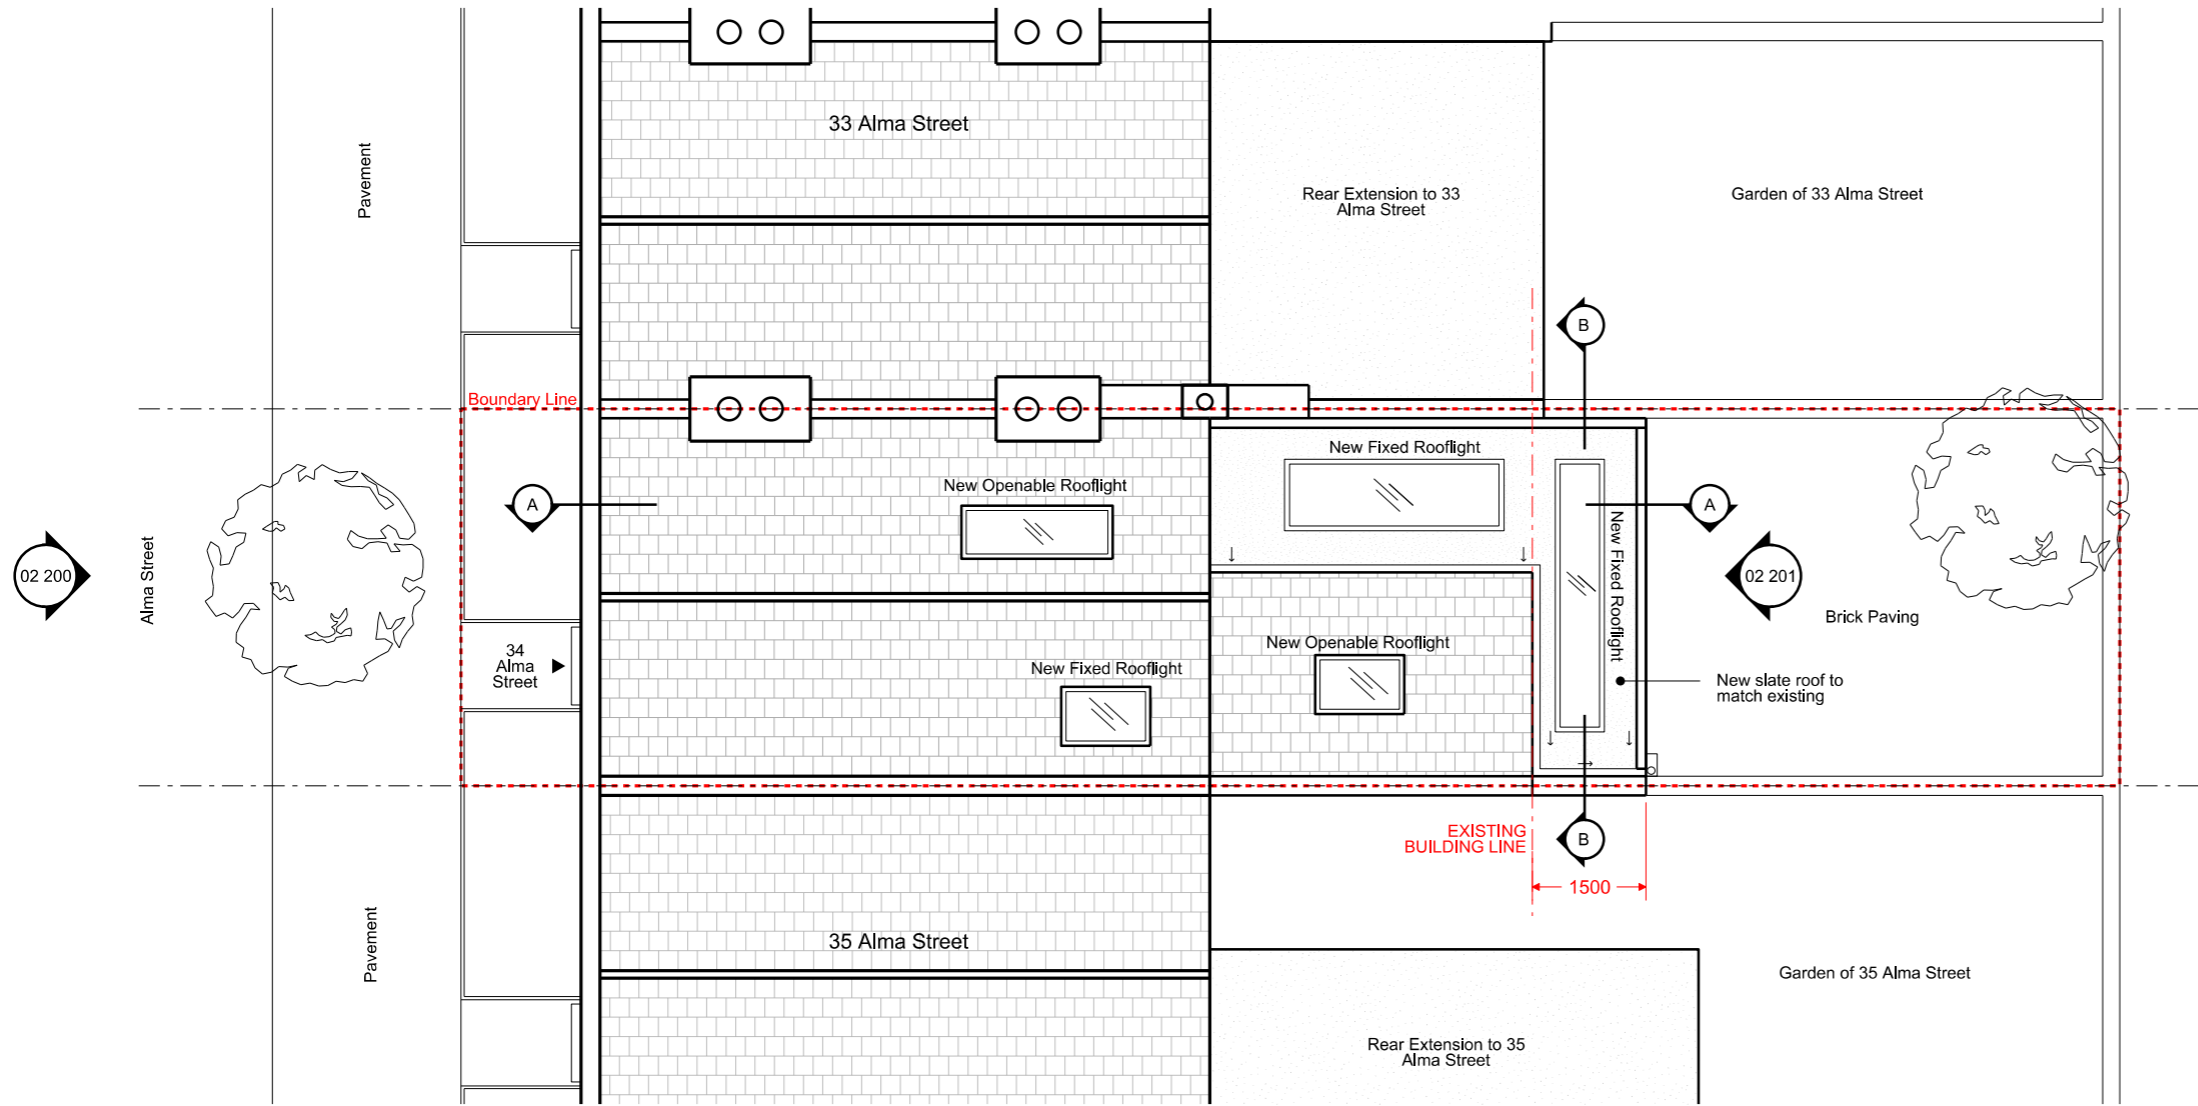 33 Alma Street
Pavement
Rear Extension to 33
Alma Street
Garden of 33 Alma Street
B
Boundary Line
New Fixed Rooflight
New Openable Rooflight
A
A
New Fixed Rooflight
02 200
Alma Street
02 201
Brick Paving
34
Alma
Street
New Openable Rooflight
New Fixed Rooflight
New slate roof to
match existing
EXISTING
BUILDING LINE
B
1500
35 Alma Street
Pavement
Garden of 35 Alma Street
Rear Extension to 35
Alma Street